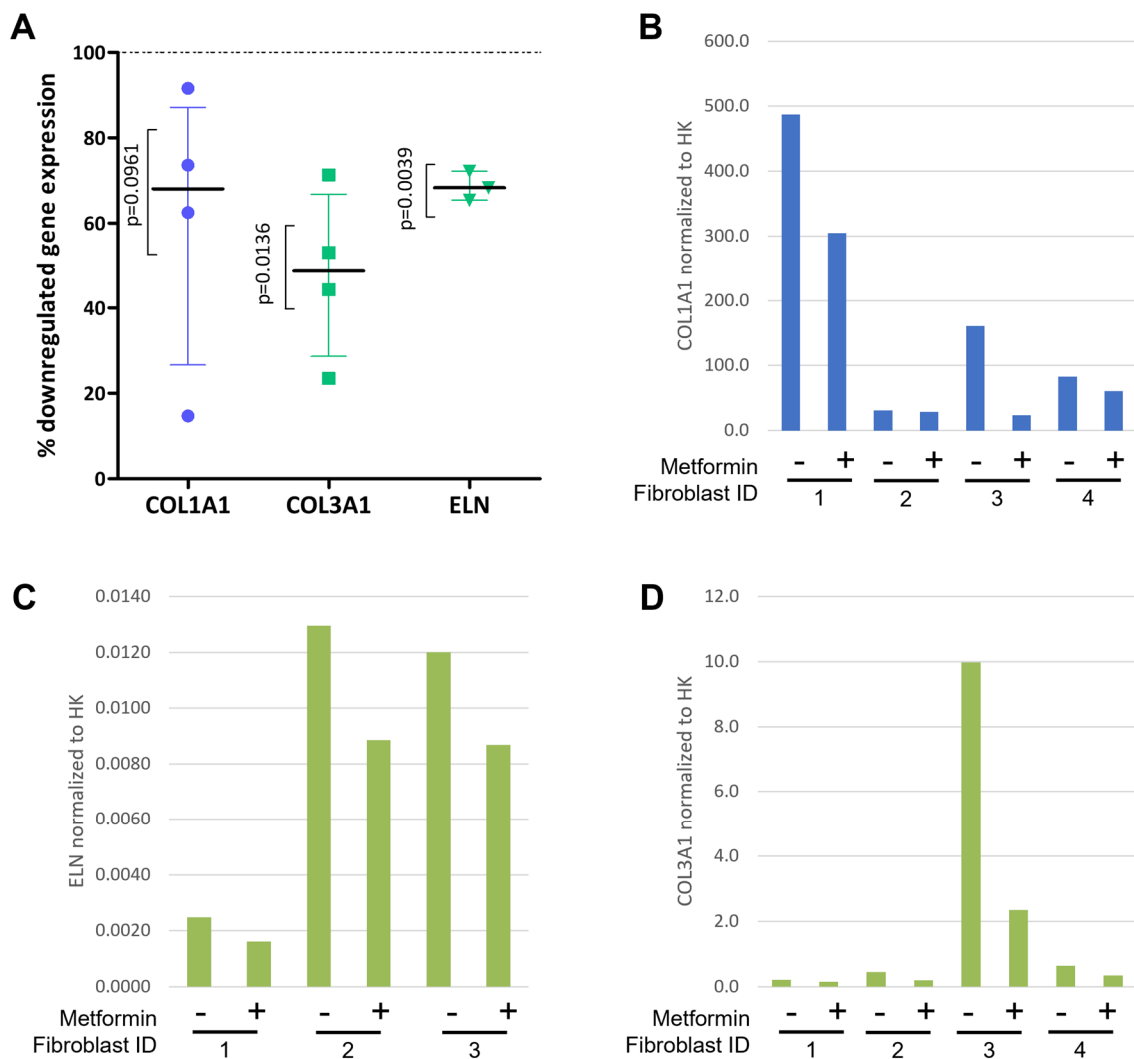 A
% downregulated gene expression
100
80
60
40
20
0
p=0.0961
p=0.0136
p=0.0039
COL1A1 COL3A1 ELN
B
COL1A1 normalized to HK
600.0
500.0
400.0
300.0
200.0
100.0
0.0
Metformin - + - + - + - +
Fibroblast ID 1 2 3 4
C
ELN normalized to HK
0.0140
0.0120
0.0100
0.0080
0.0060
0.0040
0.0020
0.0000
Metformin - + - + - +
Fibroblast ID 1 2 3
D
COL3A1 normalized to HK
12.0
10.0
8.0
6.0
4.0
2.0
0.0
Metformin - + - + - + - +
Fibroblast ID 1 2 3 4